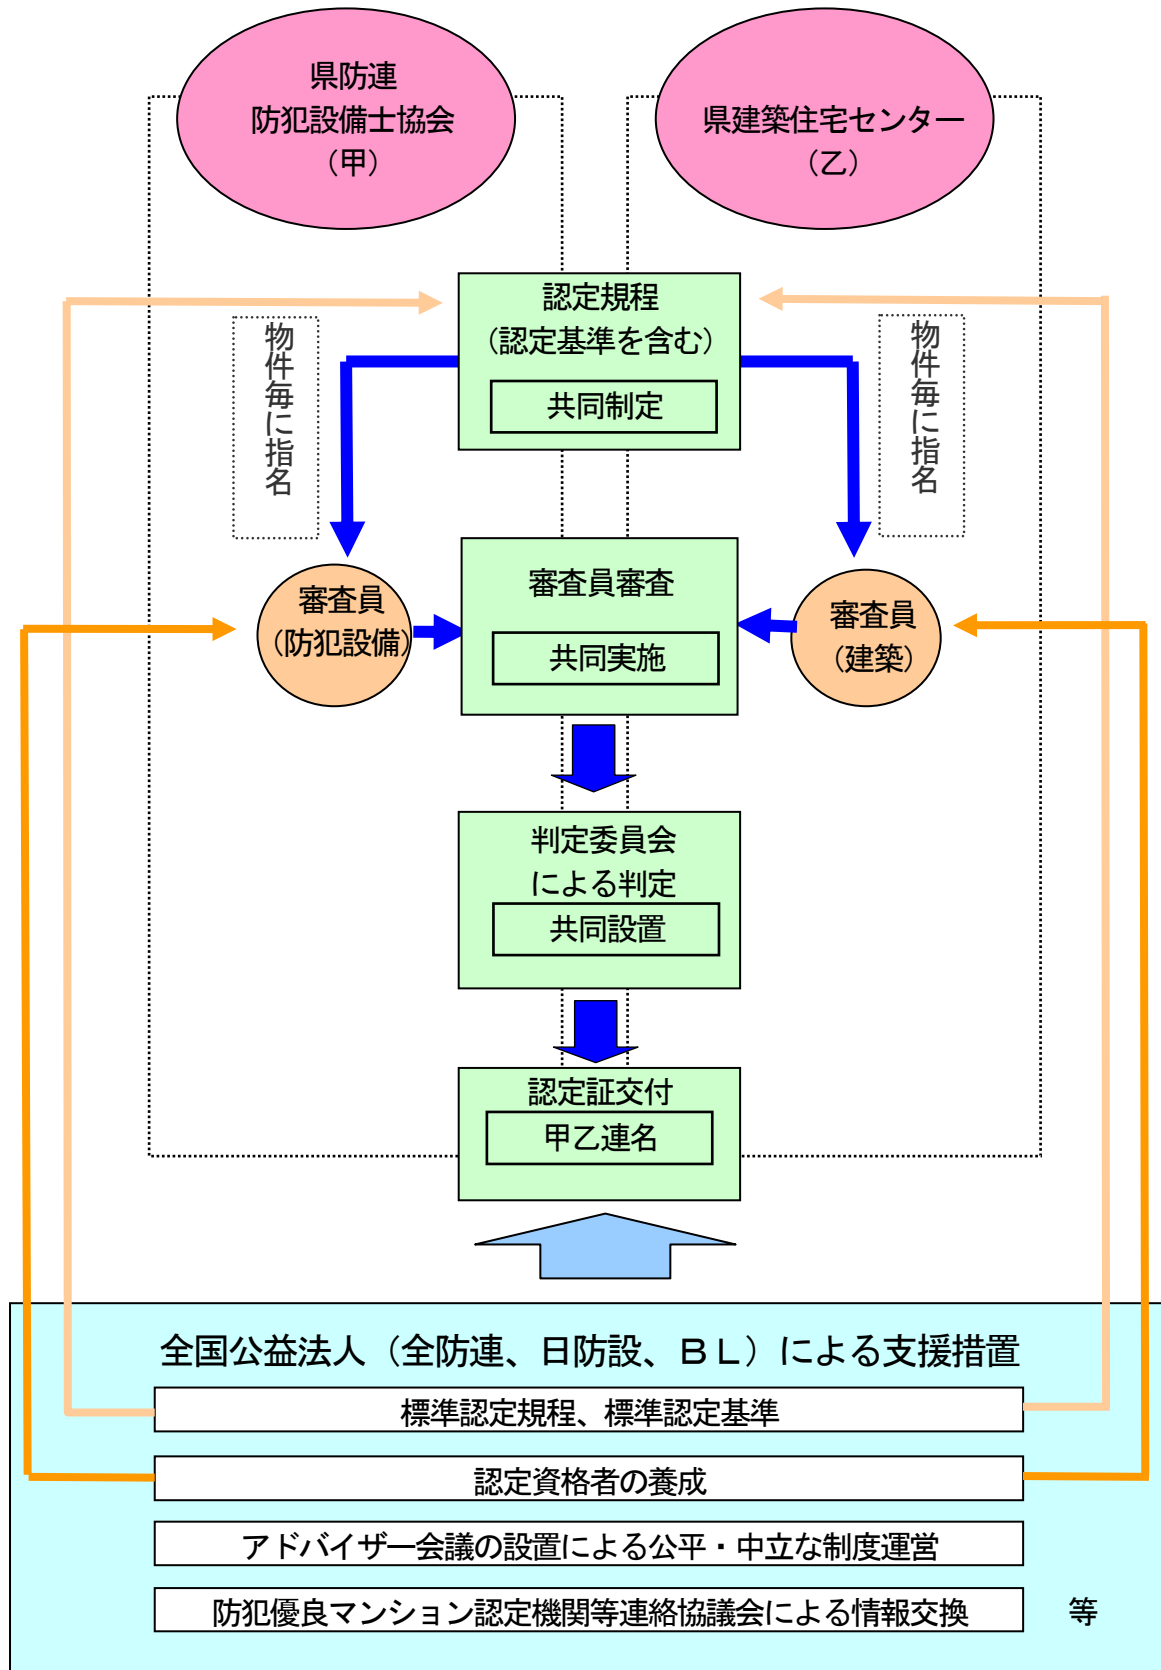 県防連
防犯設備士協会
（甲）
県建築住宅センター
（乙）
認定規程
（認定基準を含む）
共同制定
物件毎に指名
物件毎に指名
審査員
（防犯設備）
審査員審査
共同実施
審査員
（建築）
判定委員会
による判定
共同設置
認定証交付
甲乙連名
全国公益法人（全防連、日防設、ＢＬ）による支援措置
標準認定規程、標準認定基準
認定資格者の養成
アドバイザー会議の設置による公平・中立な制度運営
防犯優良マンション認定機関等連絡協議会による情報交換
等